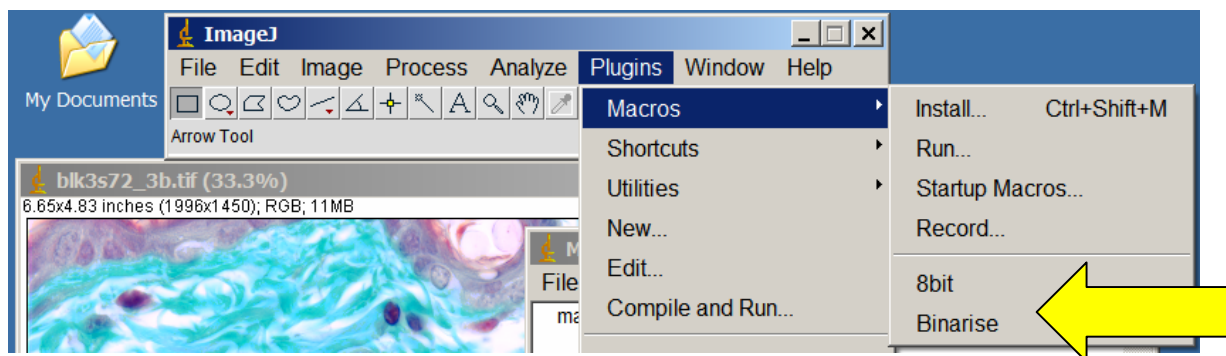 My Documents
ImageJ
File Edit Image Process Analyze Plugins Window Help
Arrow Tool
Macros
Shortcuts
Utilities
New...
Edit...
Compile and Run...
Install... Ctrl+Shift+M
Run...
Startup Macros...
Record...
8bit
Binarise
blk3s72_3b.tif (33.3%)
6.65x4.83 inches (1996x1450); RGB; 11MB
M
File
ma